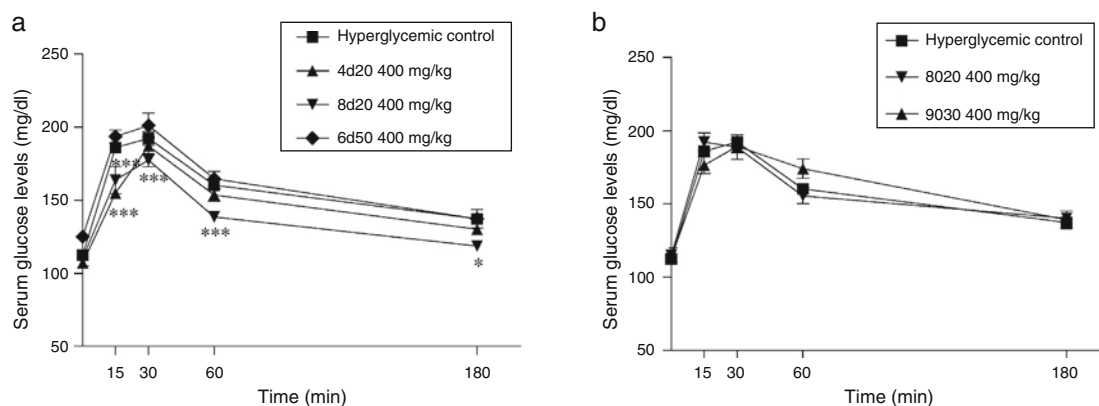 a
Hyperglycemic control
4d20 400 mg/kg
8d20 400 mg/kg
6d50 400 mg/kg
Serum glucose levels (mg/dl)
250
200
150
100
50
***
***
***
***
*
15
30
60
180
Time (min)
b
Hyperglycemic control
8020 400 mg/kg
9030 400 mg/kg
Serum glucose levels (mg/dl)
250
200
150
100
50
15
30
60
180
Time (min)